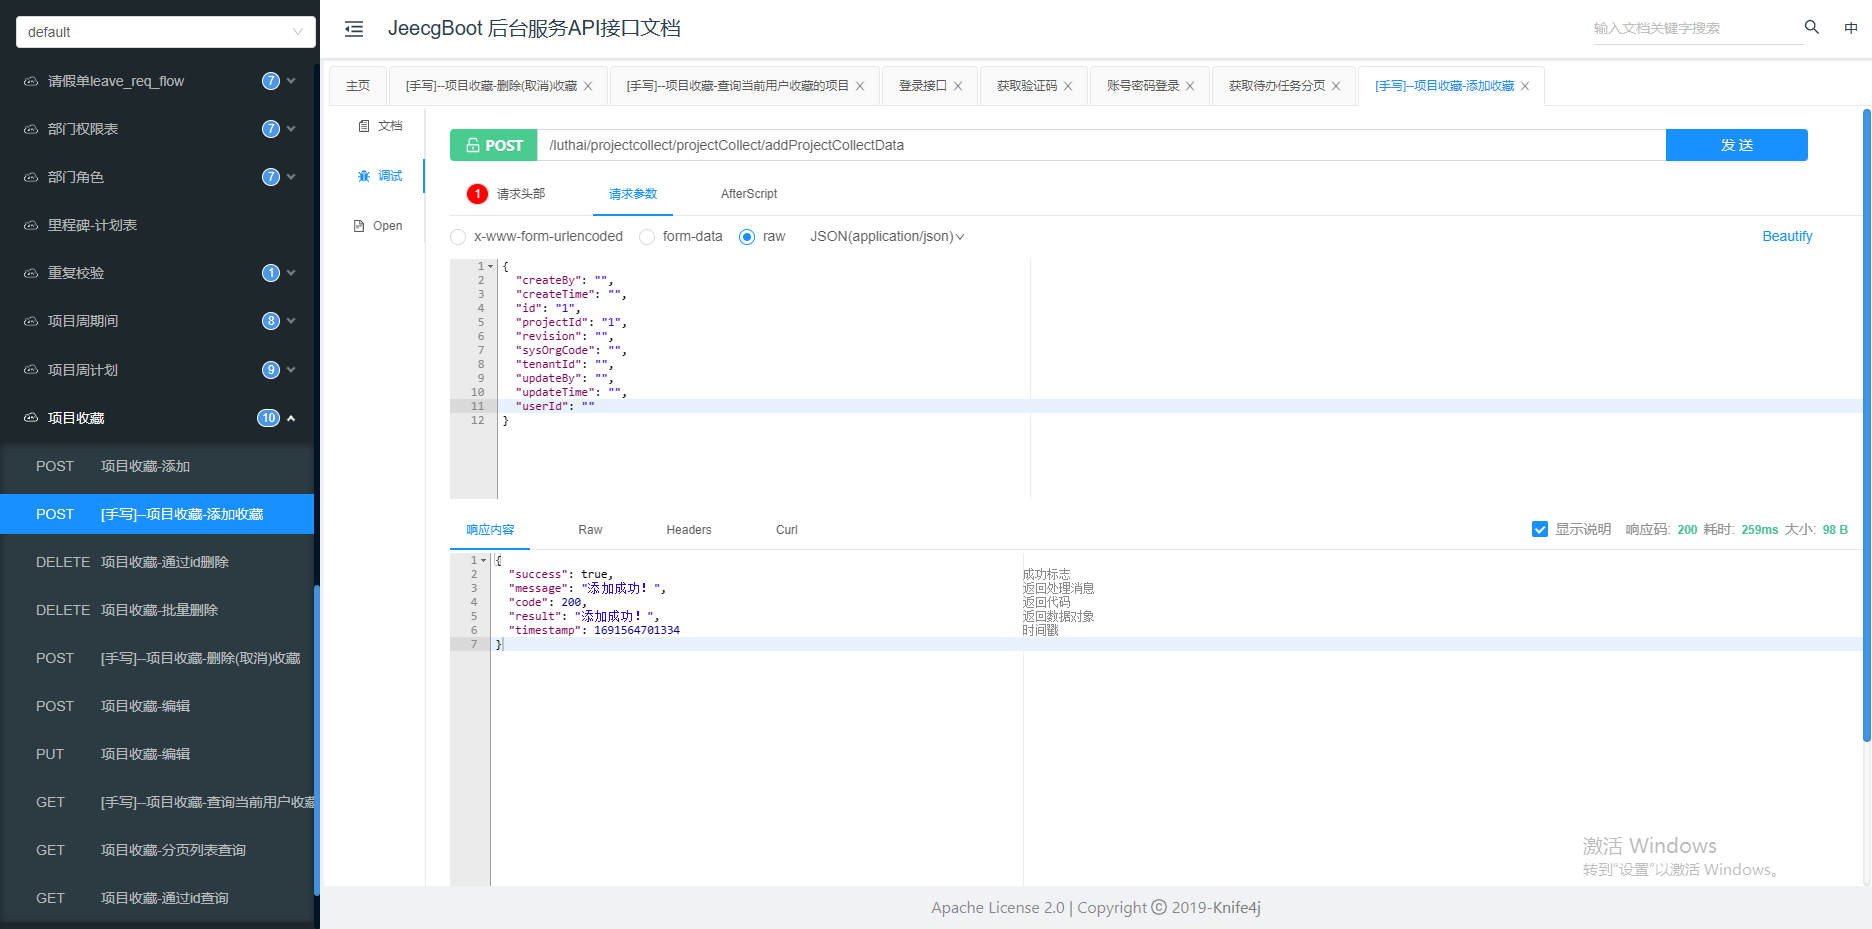 default
JeecgBoot 后台服务API接口文档
输入文档关键字搜索
中
请假单leave_req_flow 7
部门权限表 7
部门角色 7
里程碑-计划表
重复校验 1
项目周期间 8
项目周计划 9
项目收藏 10
POST 项目收藏-添加
POST [手写]--项目收藏-添加收藏
DELETE 项目收藏-通过id删除
DELETE 项目收藏-批量删除
POST [手写]--项目收藏-删除(取消)收藏
POST 项目收藏-编辑
PUT 项目收藏-编辑
GET [手写]--项目收藏-查询当前用户收藏
GET 项目收藏-分页列表查询
GET 项目收藏-通过id查询
主页 [手写]--项目收藏-删除(取消)收藏 [手写]--项目收藏-查询当前用户收藏的项目 登录接口 获取验证码 账号密码登录 获取待办任务分页 [手写]--项目收藏-添加收藏
文档
调试
Open
POST /luthai/projectcollect/projectCollect/addProjectCollectData 发 送
1 请求头部 请求参数 AfterScript
x-www-form-urlencoded form-data raw JSON(application/json) Beautify
1 {
2 "createBy": "",
3 "createTime": "",
4 "id": "1",
5 "projectId": "1",
6 "revision": "",
7 "sysOrgCode": "",
8 "tenantId": "",
9 "updateBy": "",
10 "updateTime": "",
11 "userId": ""
12 }
响应内容 Raw Headers Curl 显示说明 响应码: 200 耗时: 259ms 大小: 98 B
1 {
2 "success": true, 成功标志
3 "message": "添加成功！", 返回处理消息
4 "code": 200, 返回代码
5 "result": "添加成功！", 返回数据对象
6 "timestamp": 1691564701334 时间戳
7 }
激活 Windows
转到"设置"以激活 Windows。
Apache License 2.0 | Copyright © 2019-Knife4j